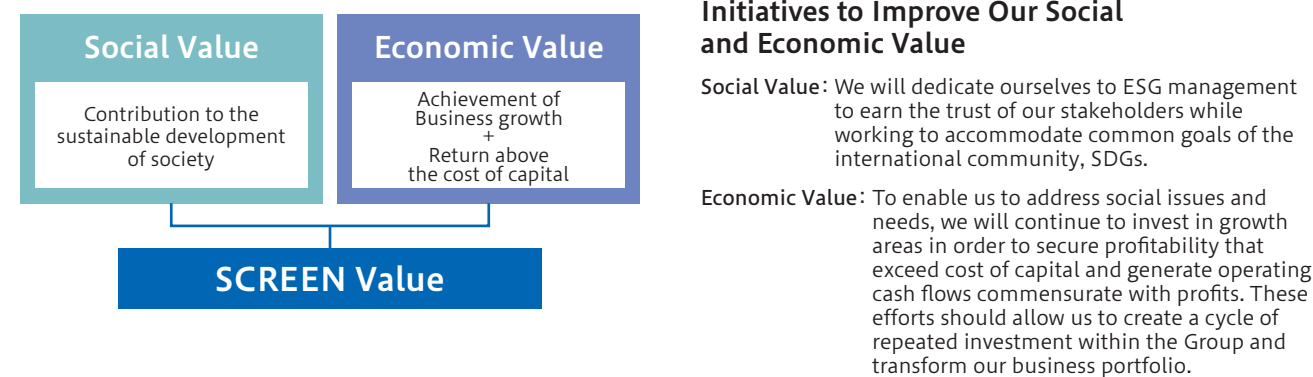 Social Value
Contribution to the
sustainable development
of society
Economic Value
Achievement of
Business growth
+
Return above
the cost of capital
SCREEN Value
Initiatives to Improve Our Social
and Economic Value
Social Value: We will dedicate ourselves to ESG management
to earn the trust of our stakeholders while
working to accommodate common goals of the
international community, SDGs.
Economic Value: To enable us to address social issues and
needs, we will continue to invest in growth
areas in order to secure profitability that
exceed cost of capital and generate operating
cash flows commensurate with profits. These
efforts should allow us to create a cycle of
repeated investment within the Group and
transform our business portfolio.